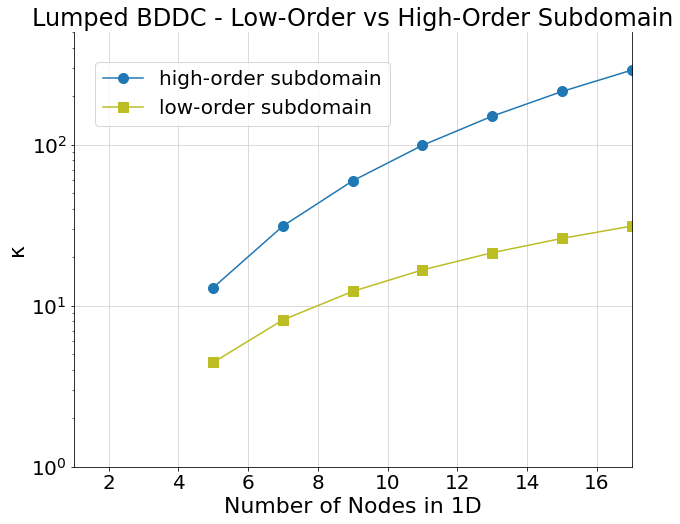 Lumped BDDC - Low-Order vs High-Order Subdomain
high-order subdomain
low-order subdomain
κ
10²
10¹
10⁰
2 4 6 8 10 12 14 16
Number of Nodes in 1D